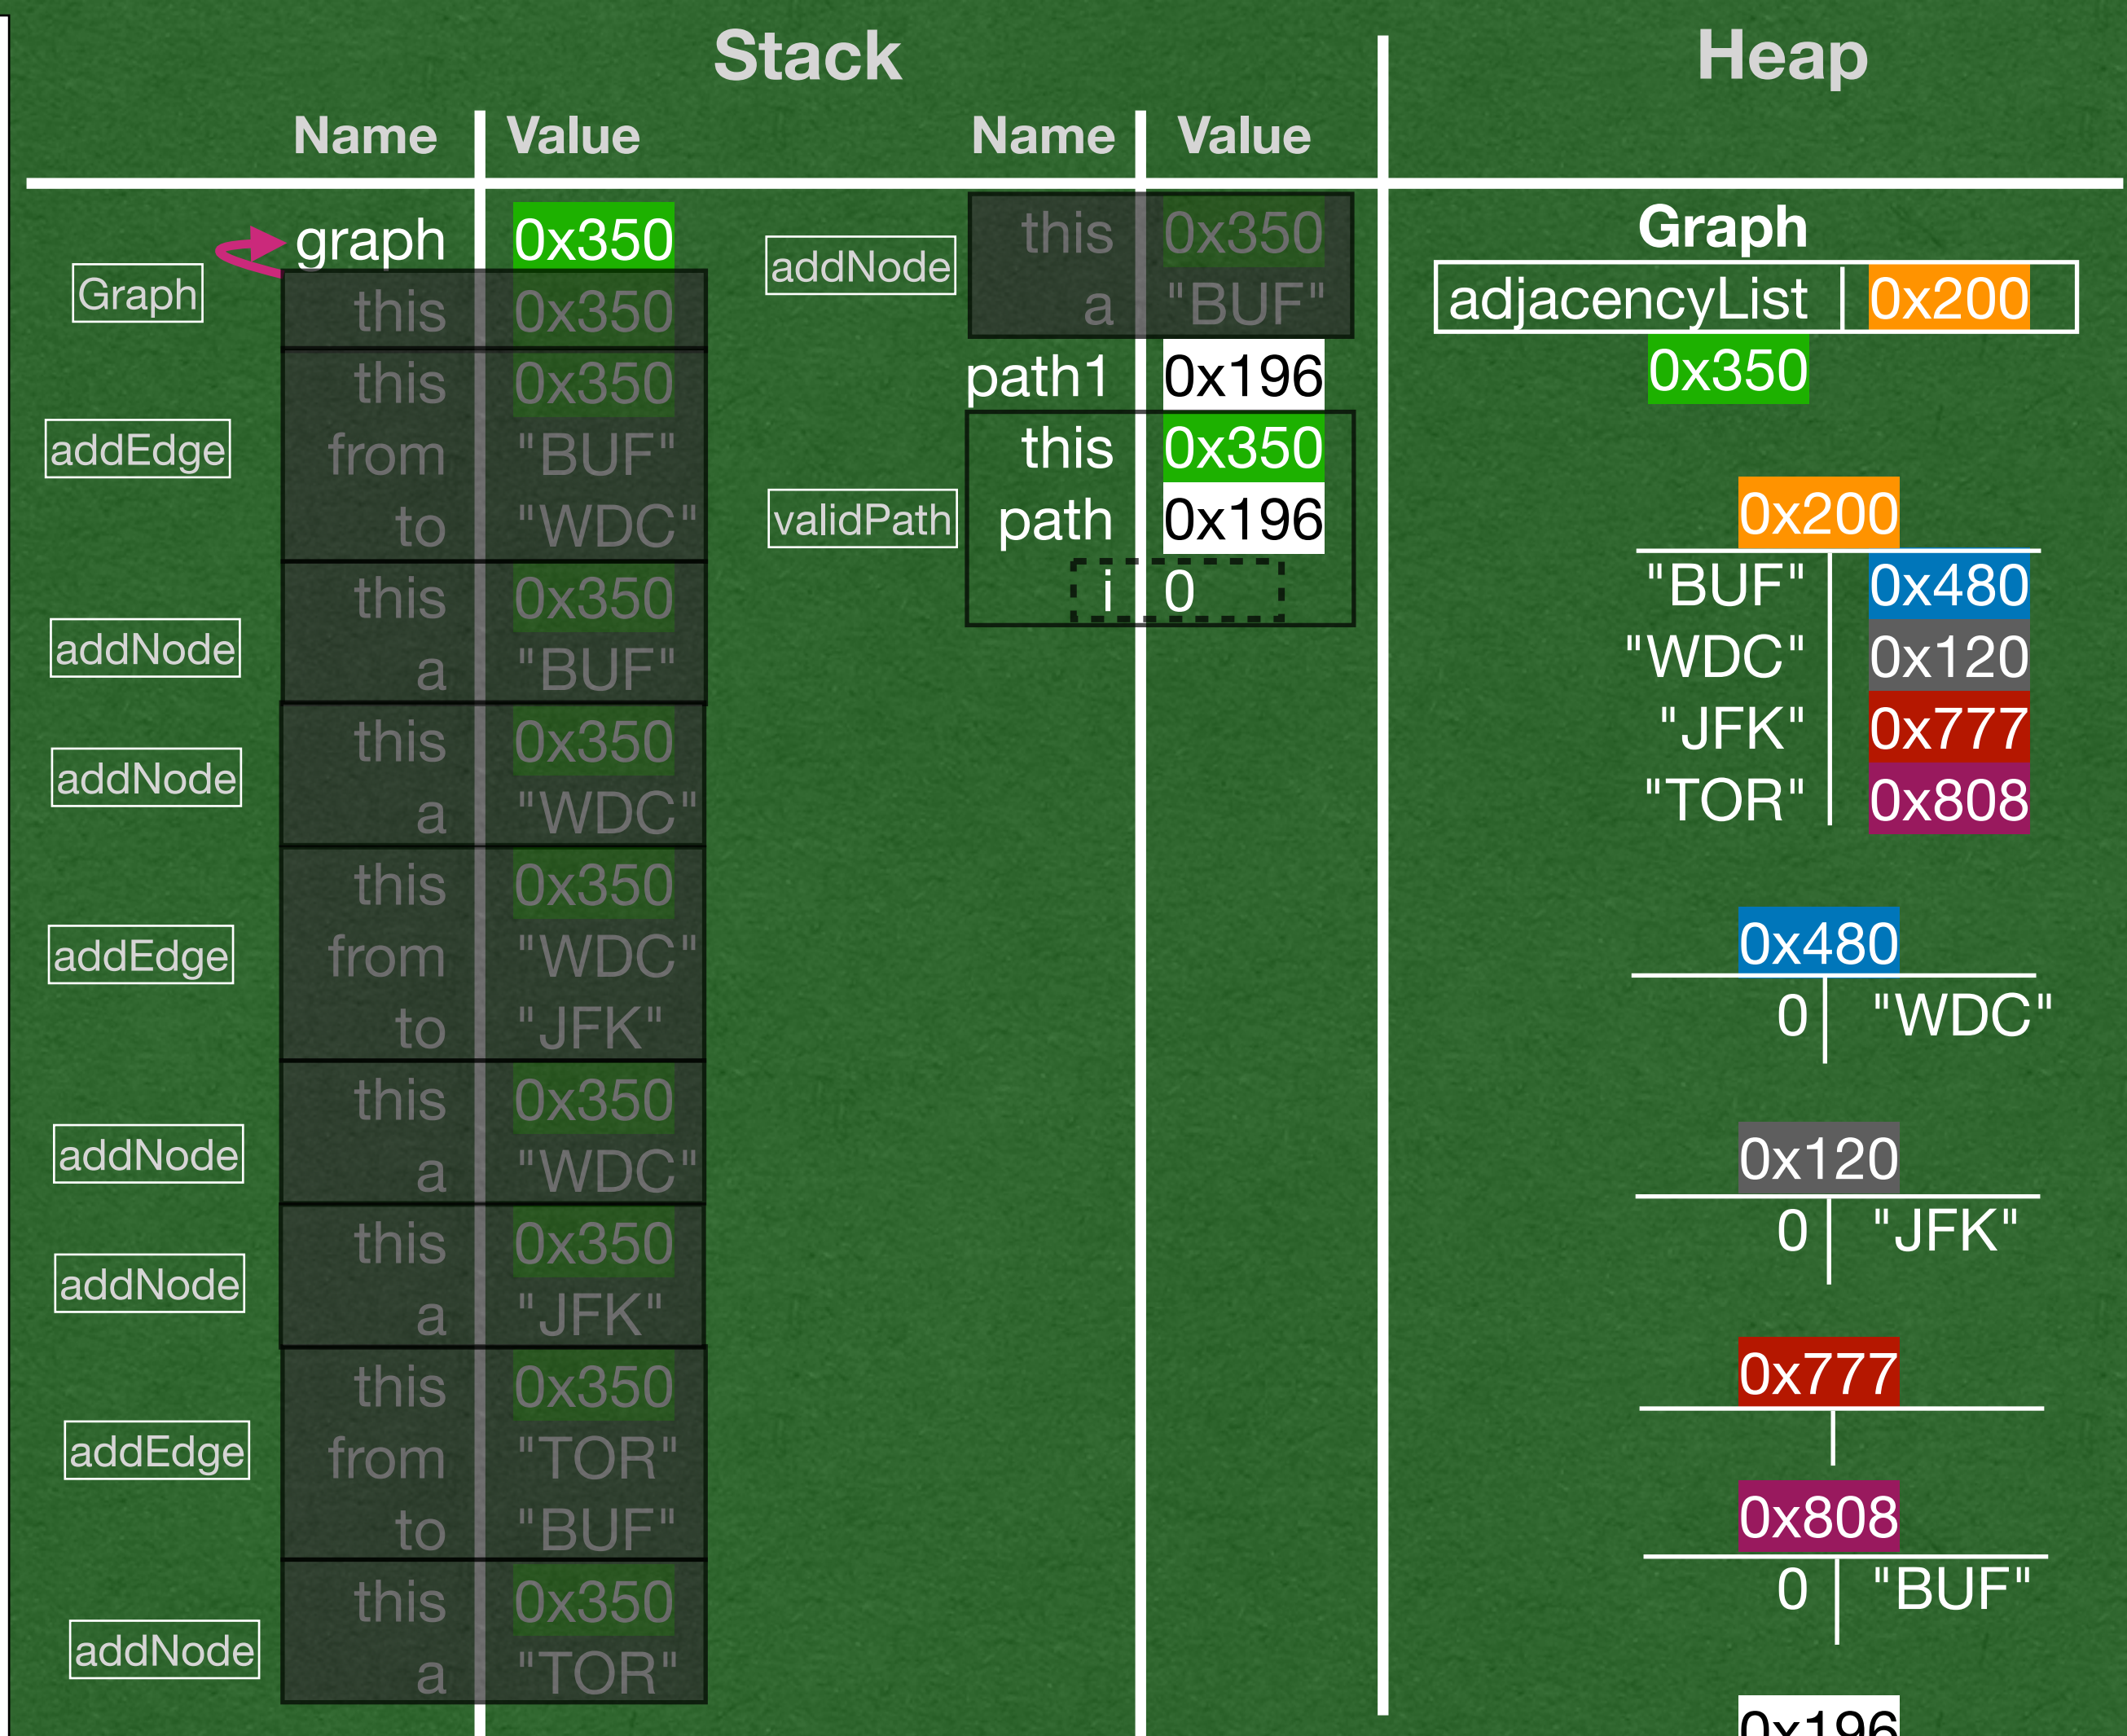 Stack
Name Value
graph 0x350
Graph
this 0x350
addEdge
this 0x350
from "BUF"
to "WDC"
addNode
this 0x350
a "BUF"
addNode
this 0x350
a "WDC"
addEdge
this 0x350
from "WDC"
to "JFK"
addNode
this 0x350
a "WDC"
addNode
this 0x350
a "JFK"
addEdge
this 0x350
from "TOR"
to "BUF"
addNode
this 0x350
a "TOR"
Name Value
addNode
this 0x350
a "BUF"
path1 0x196
validPath
this 0x350
path 0x196
i 0
Heap
Graph
adjacencyList 0x200
0x350
0x200
"BUF" 0x480
"WDC" 0x120
"JFK" 0x777
"TOR" 0x808
0x480
0 "WDC"
0x120
0 "JFK"
0x777
0x808
0 "BUF"
0x196